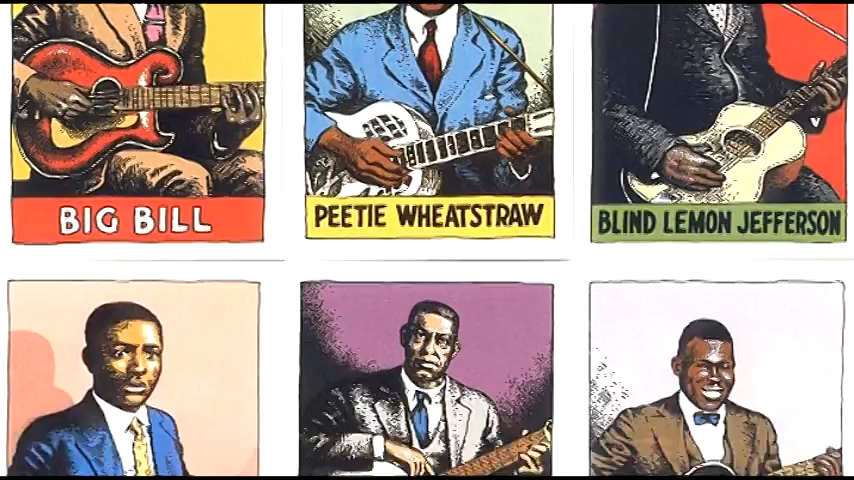 BIG BILL
PEETIE WHEATSTRAW
BLIND LEMON JEFFERSON